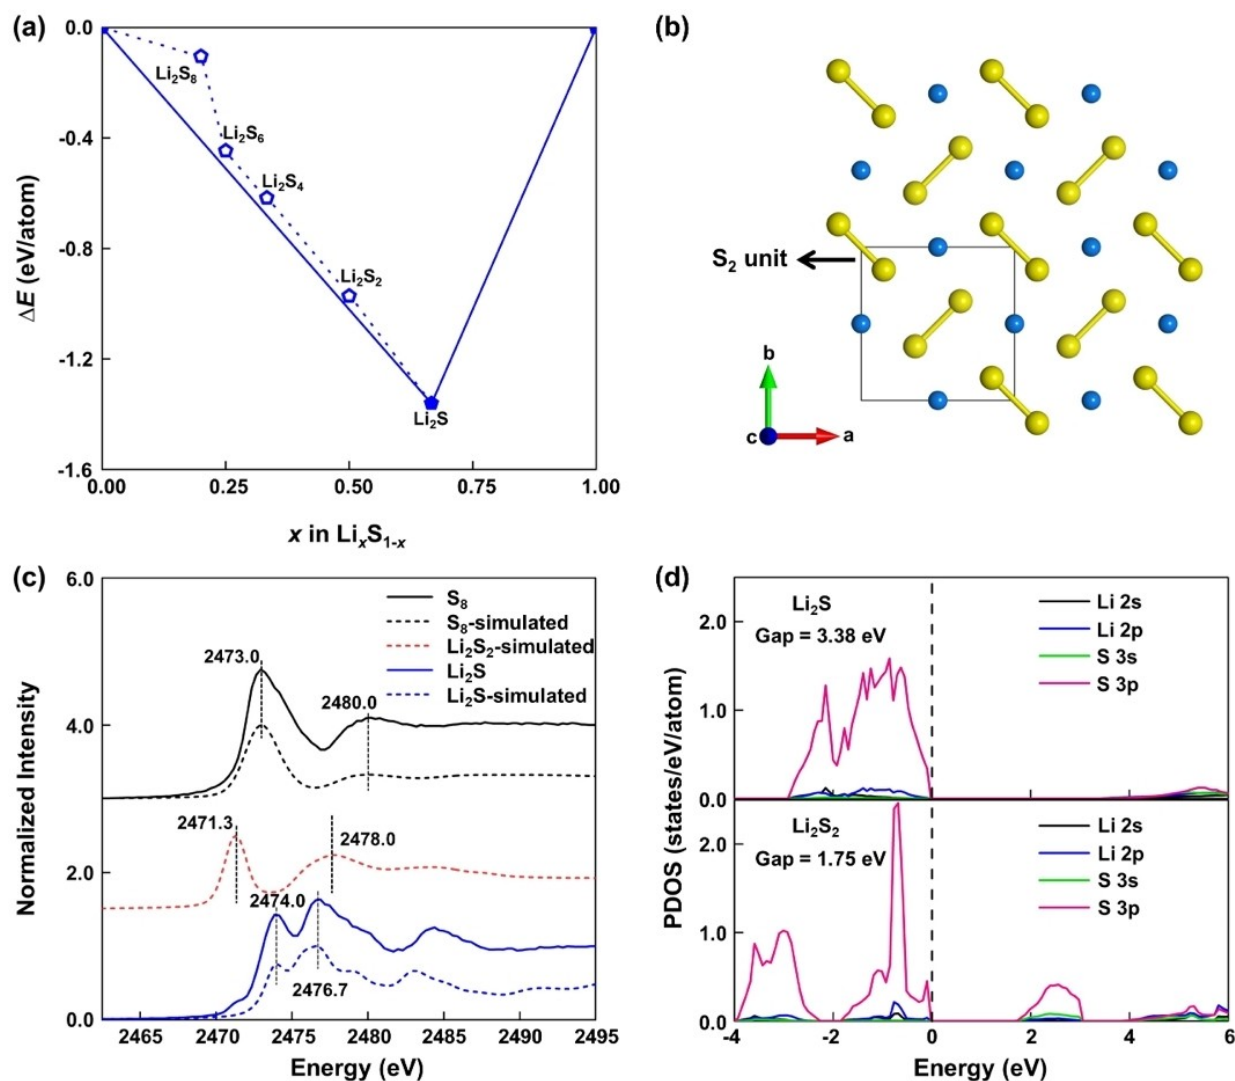 (a)
0.0
-0.4
-0.8
-1.2
-1.6
ΔE (eV/atom)
Li₂S₈
Li₂S₆
Li₂S₄
Li₂S₂
Li₂S
0.00 0.25 0.50 0.75 1.00
x in LiₓS₁₋ₓ
(b)
S₂ unit
b
c
a
(c)
6.0
4.0
2.0
0.0
Normalized Intensity
S₈
S₈-simulated
Li₂S₂-simulated
Li₂S
Li₂S-simulated
2473.0
2480.0
2471.3
2478.0
2474.0
2476.7
2465 2470 2475 2480 2485 2490 2495
Energy (eV)
(d)
PDOS (states/eV/atom)
2.0
1.0
0.0
Li₂S
Gap = 3.38 eV
Li 2s
Li 2p
S 3s
S 3p
2.0
1.0
0.0
Li₂S₂
Gap = 1.75 eV
Li 2s
Li 2p
S 3s
S 3p
-4 -2 0 2 4 6
Energy (eV)